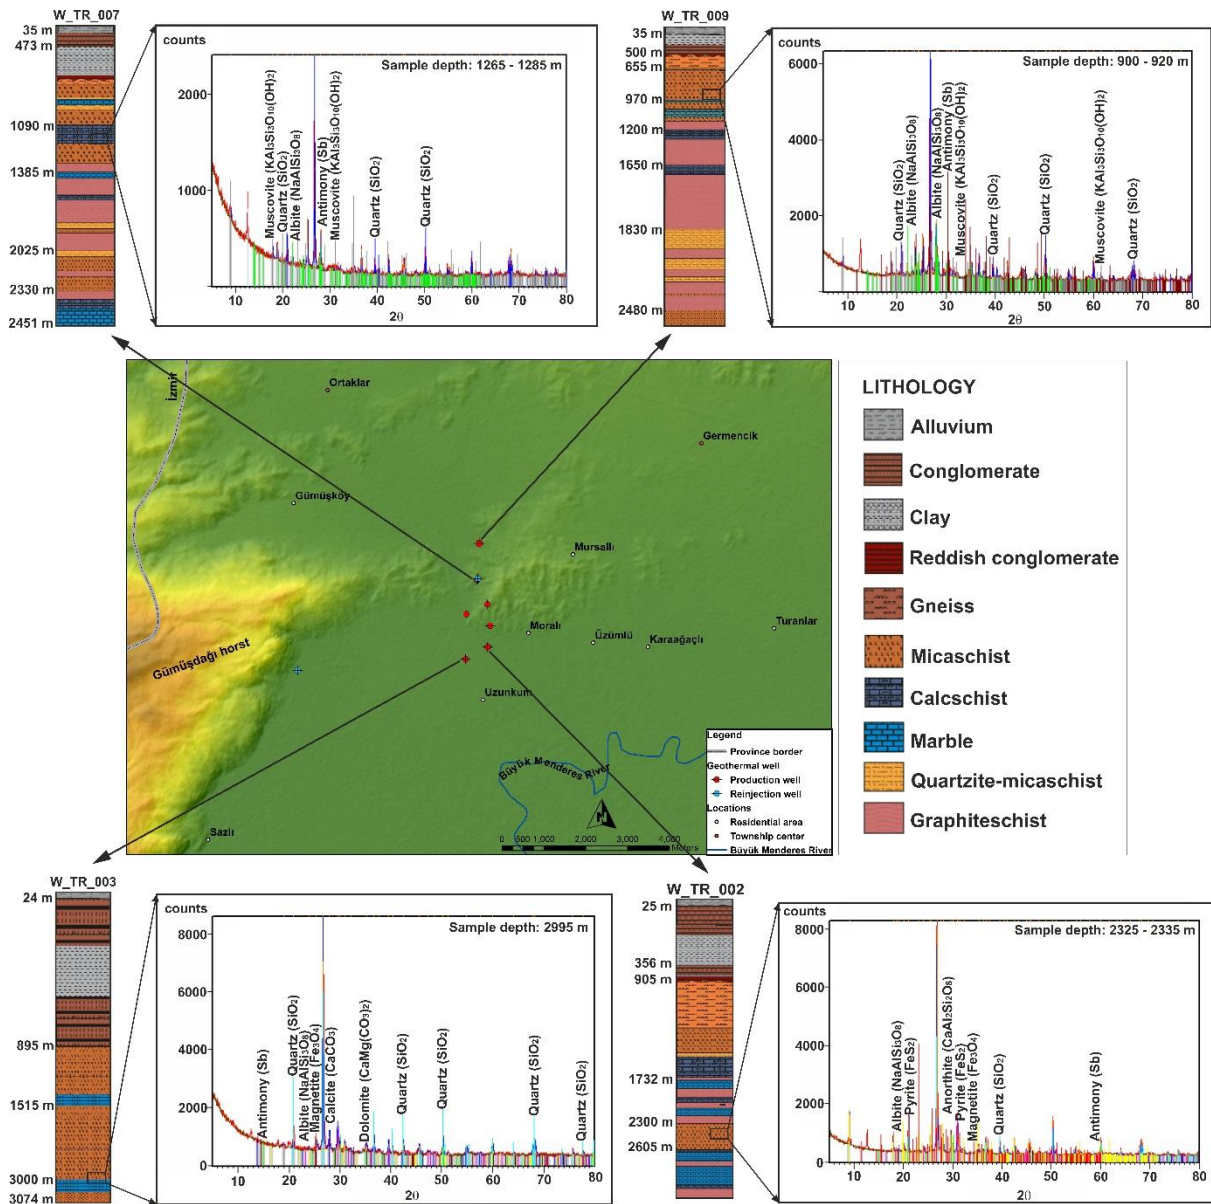 W_TR_007
35 m
473 m
1090 m
1385 m
2025 m
2330 m
2451 m
counts
Sample depth: 1265 - 1285 m
2000
1000
Muscovite (KAl3Si3O10(OH)2)
Quartz (SiO2)
Albite (NaAlSi3O8)
Antimony (Sb)
Muscovite (KAl3Si3O10(OH)2)
Quartz (SiO2)
Quartz (SiO2)
10 20 30 40 50 60 70 80
2θ
W_TR_009
35 m
500 m
655 m
970 m
1200 m
1650 m
1830 m
2480 m
counts
Sample depth: 900 - 920 m
6000
4000
2000
0
Quartz (SiO2)
Albite (NaAlSi3O8)
Albite (NaAlSi3O8)
Antimony (Sb)
Muscovite (KAl3Si3O10(OH)2)
Quartz (SiO2)
Quartz (SiO2)
Muscovite (KAl3Si3O10(OH)2)
Quartz (SiO2)
10 20 30 40 50 60 70 80
2θ
İzmir
Ortaklar
Germencik
Gümüşköy
Mursallı
Moralı
Üzümlü
Karaağaçlı
Turanlar
Gümüşdağı horst
Uzunkum
Büyük Menderes River
Sazlı
N
0 500 1,000 2,000 3,000 4,000
Meters
Legend
Province border
Geothermal well
Production well
Reinjection well
Locations
Residential area
Township center
Büyük Menderes River
LITHOLOGY
Alluvium
Conglomerate
Clay
Reddish conglomerate
Gneiss
Micaschist
Calcschist
Marble
Quartzite-micaschist
Graphiteschist
W_TR_003
24 m
895 m
1515 m
3000 m
3074 m
counts
Sample depth: 2995 m
8000
6000
4000
2000
0
Antimony (Sb)
Quartz (SiO2)
Albite (NaAlSi3O8)
Magnetite (Fe3O4)
Calcite (CaCO3)
Dolomite (CaMg(CO3)2)
Quartz (SiO2)
Quartz (SiO2)
Quartz (SiO2)
Quartz (SiO2)
10 20 30 40 50 60 70 80
2θ
W_TR_002
25 m
356 m
905 m
1732 m
2300 m
2605 m
counts
Sample depth: 2325 - 2335 m
8000
6000
4000
2000
0
Albite (NaAlSi3O8)
Pyrite (FeS2)
Anorthite (CaAl2Si2O8)
Pyrite (FeS2)
Magnetite (Fe3O4)
Quartz (SiO2)
Antimony (Sb)
10 20 30 40 50 60 70 80
2θ